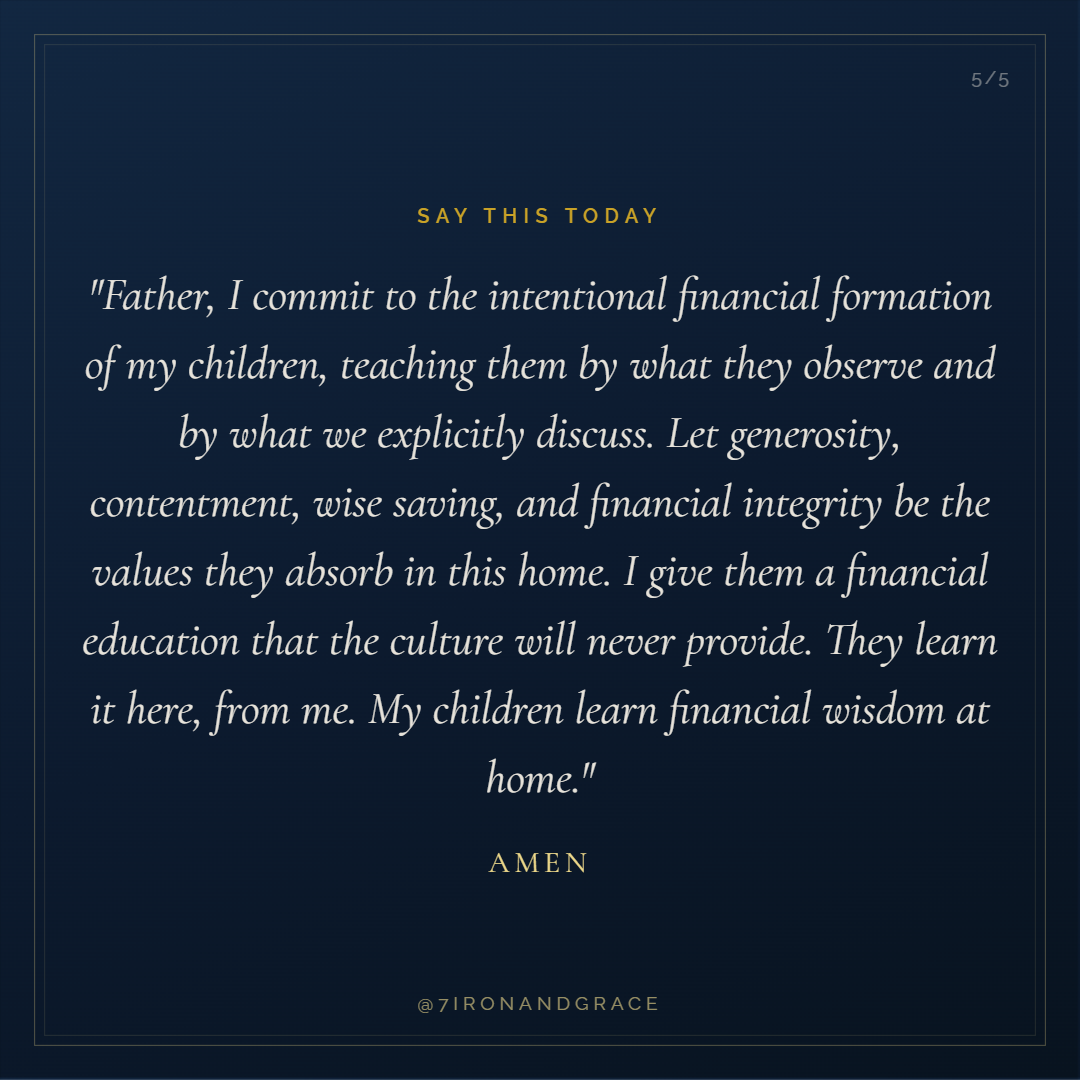 5/5
SAY THIS TODAY
"Father, I commit to the intentional financial formation
of my children, teaching them by what they observe and
by what we explicitly discuss. Let generosity,
contentment, wise saving, and financial integrity be the
values they absorb in this home. I give them a financial
education that the culture will never provide. They learn
it here, from me. My children learn financial wisdom at
home."
AMEN
@7IRONANDGRACE